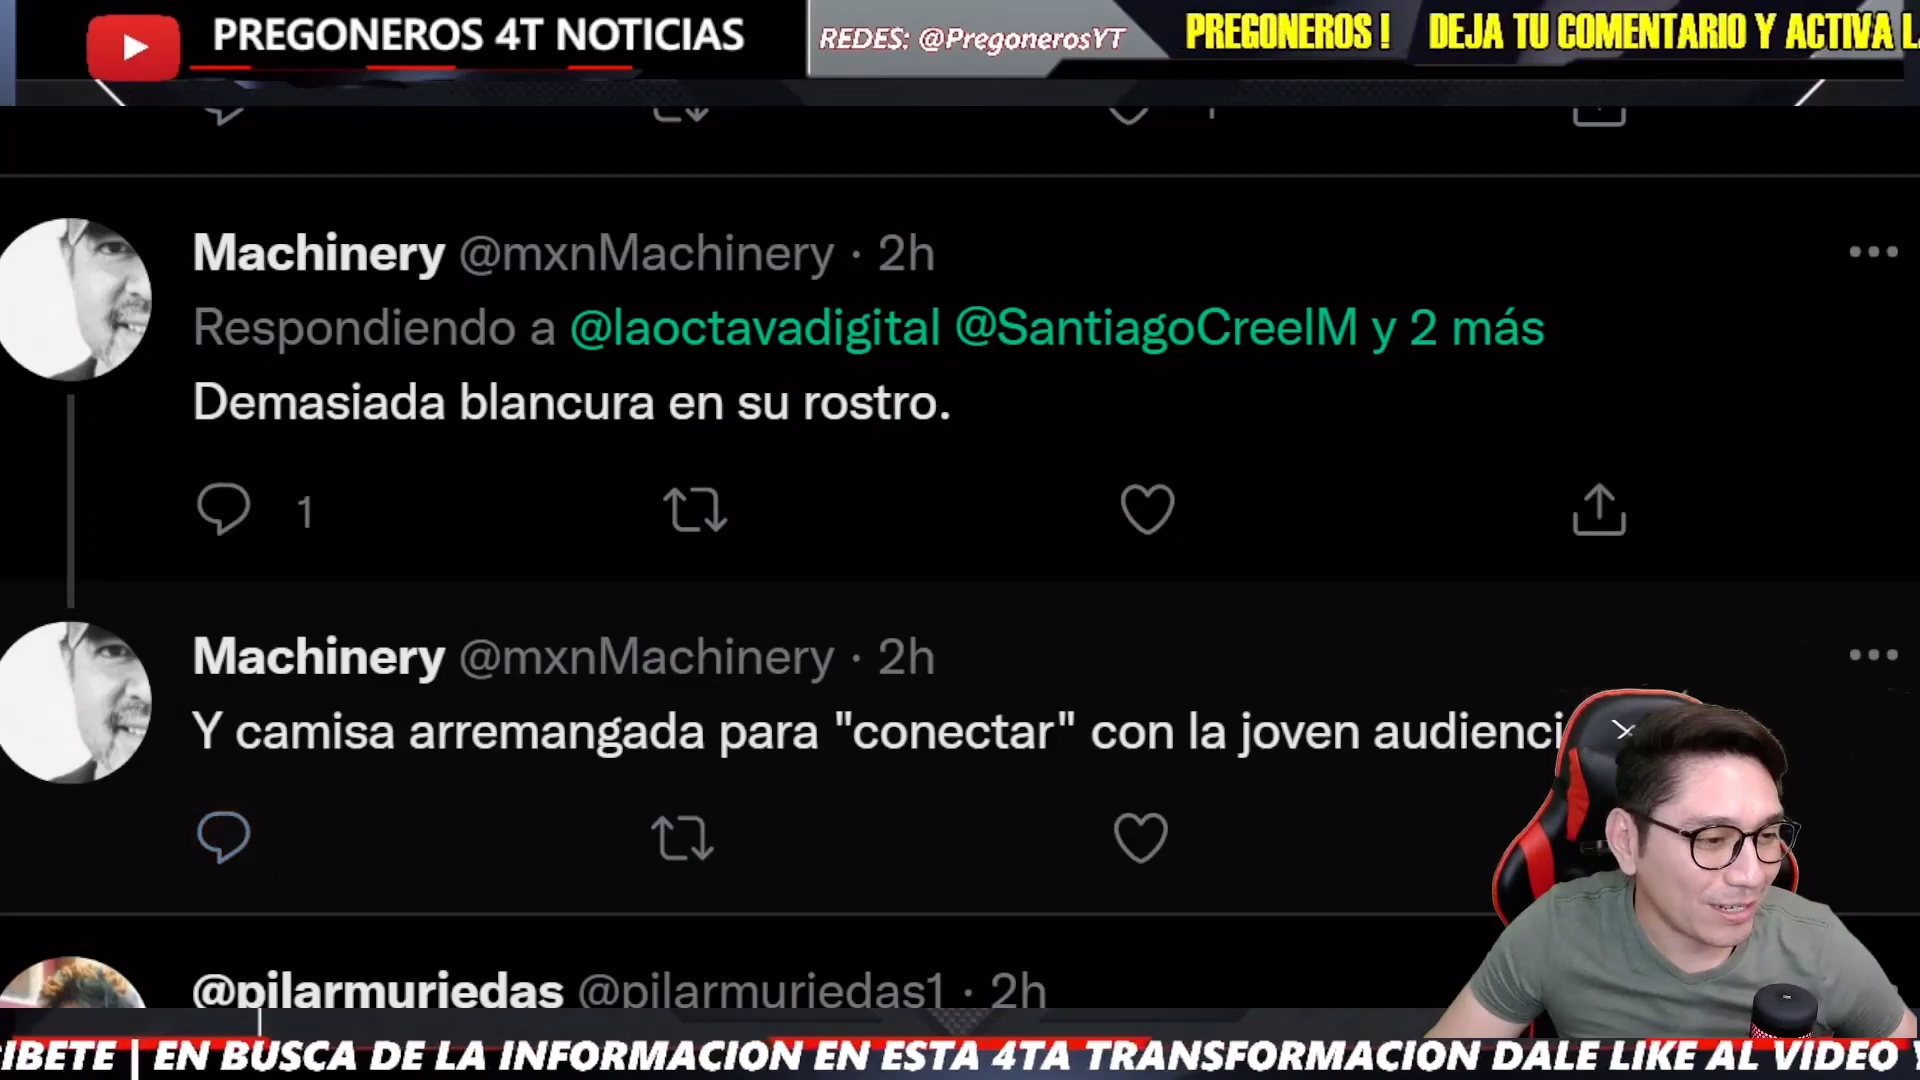 PREGONEROS 4T NOTICIAS
REDES: @PregonerosYT
PREGONEROS ! DEJA TU COMENTARIO Y ACTIVA
Machinery @mxnMachinery · 2h
Respondiendo a @laoctavadigital @SantiagoCreelM y 2 más
Demasiada blancura en su rostro.
1
Machinery @mxnMachinery · 2h
Y camisa arremangada para "conectar" con la joven audienci
@pilarmuriedas @pilarmuriedas1 · 2h
IBETE | EN BUSCA DE LA INFORMACION EN ESTA 4TA TRANSFORMACION DALE LIKE AL VIDEO Y